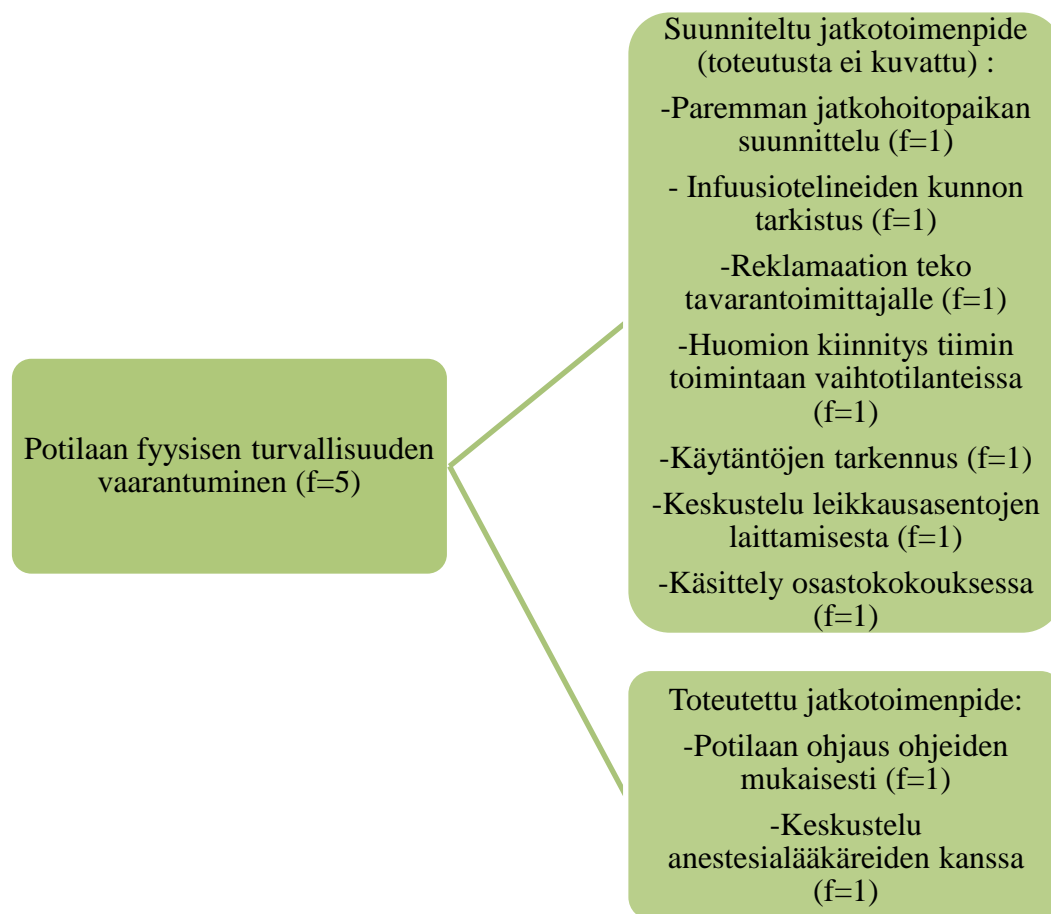 Potilaan fyysisen turvallisuuden
vaarantuminen (f=5)
Suunniteltu jatkotoimenpide
(toteutusta ei kuvattu) :
-Paremman jatkohoitopaikan
suunnittelu (f=1)
- Infuusiotelineiden kunnon
tarkistus (f=1)
-Reklamaation teko
tavarantoimittajalle (f=1)
-Huomion kiinnitys tiimin
toimintaan vaihtotilanteissa
(f=1)
-Käytäntöjen tarkennus (f=1)
-Keskustelu leikkausasentojen
laittamisesta (f=1)
-Käsittely osastokokouksessa
(f=1)
Toteutettu jatkotoimenpide:
-Potilaan ohjaus ohjeiden
mukaisesti (f=1)
-Keskustelu
anestesialääkäreiden kanssa
(f=1)